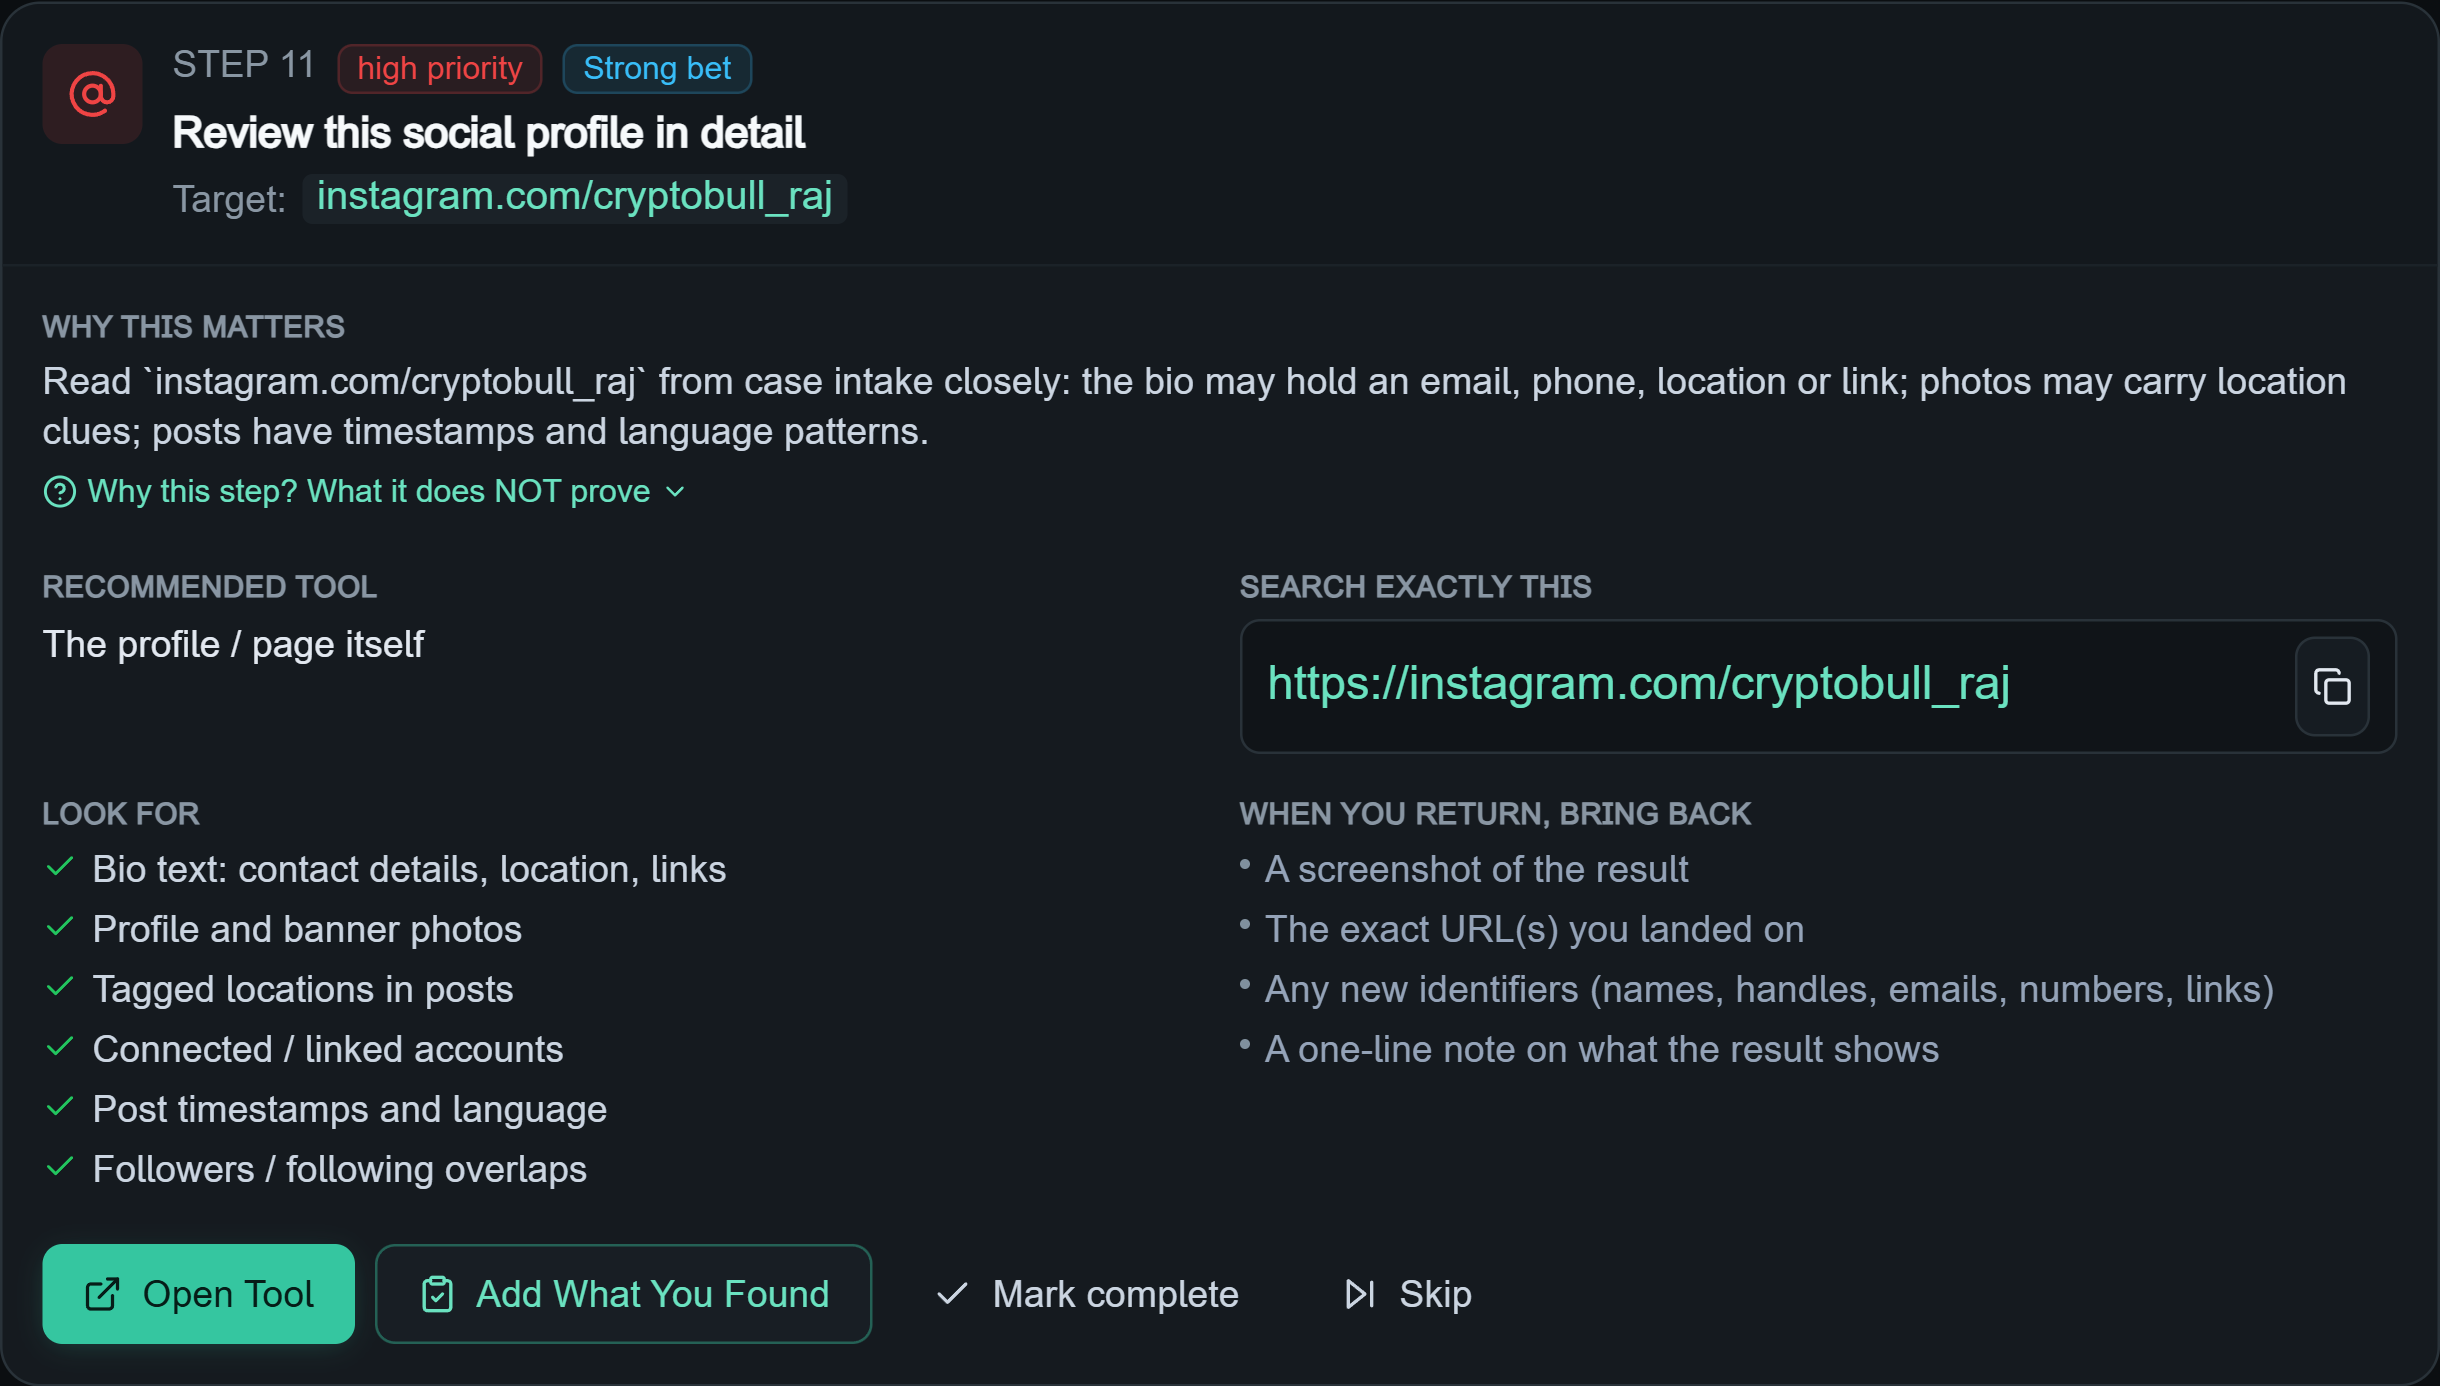 STEP 11 high priority Strong bet
Review this social profile in detail
Target: instagram.com/cryptobull_raj
WHY THIS MATTERS
Read `instagram.com/cryptobull_raj` from case intake closely: the bio may hold an email, phone, location or link; photos may carry location
clues; posts have timestamps and language patterns.
Why this step? What it does NOT prove
RECOMMENDED TOOL
The profile / page itself
SEARCH EXACTLY THIS
https://instagram.com/cryptobull_raj
LOOK FOR
Bio text: contact details, location, links
Profile and banner photos
Tagged locations in posts
Connected / linked accounts
Post timestamps and language
Followers / following overlaps
WHEN YOU RETURN, BRING BACK
• A screenshot of the result
• The exact URL(s) you landed on
• Any new identifiers (names, handles, emails, numbers, links)
• A one-line note on what the result shows
Open Tool
Add What You Found
Mark complete
Skip